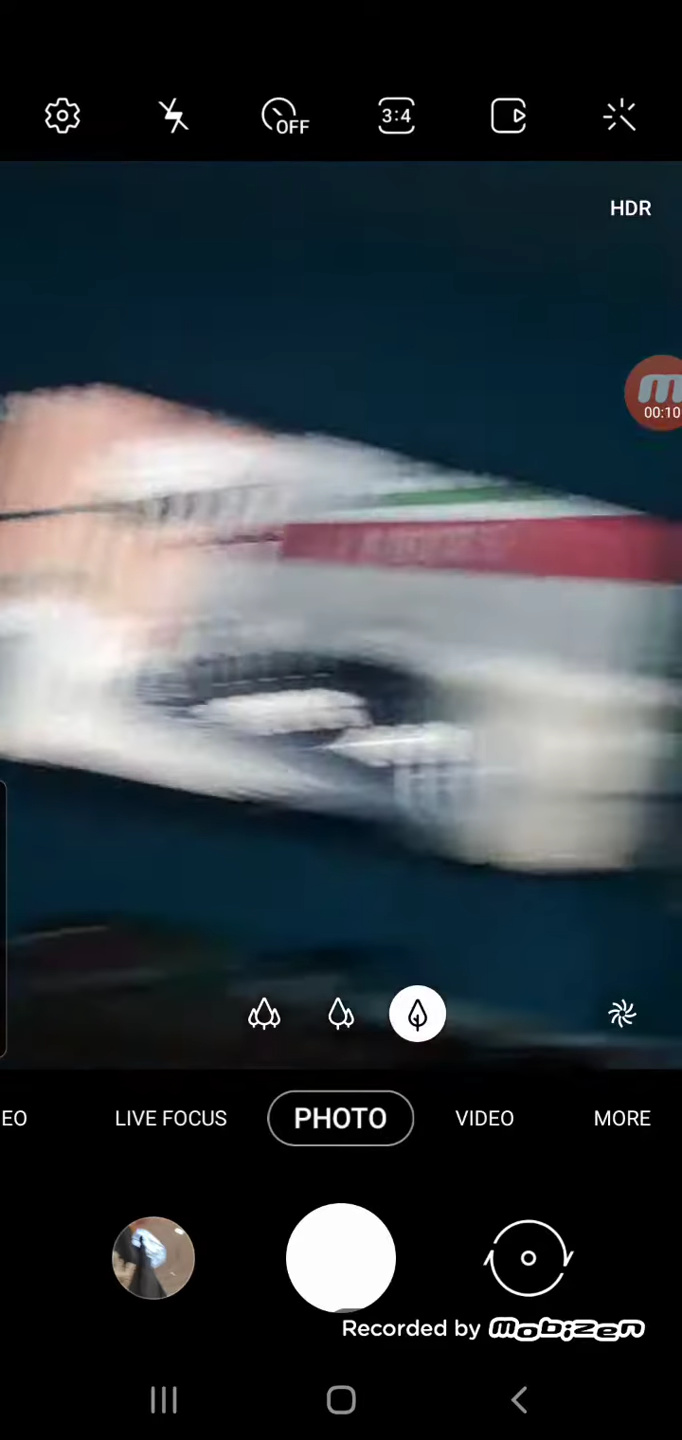 OFF
3:4
HDR
00:10
EO
LIVE FOCUS
PHOTO
VIDEO
MORE
Recorded by mobizen